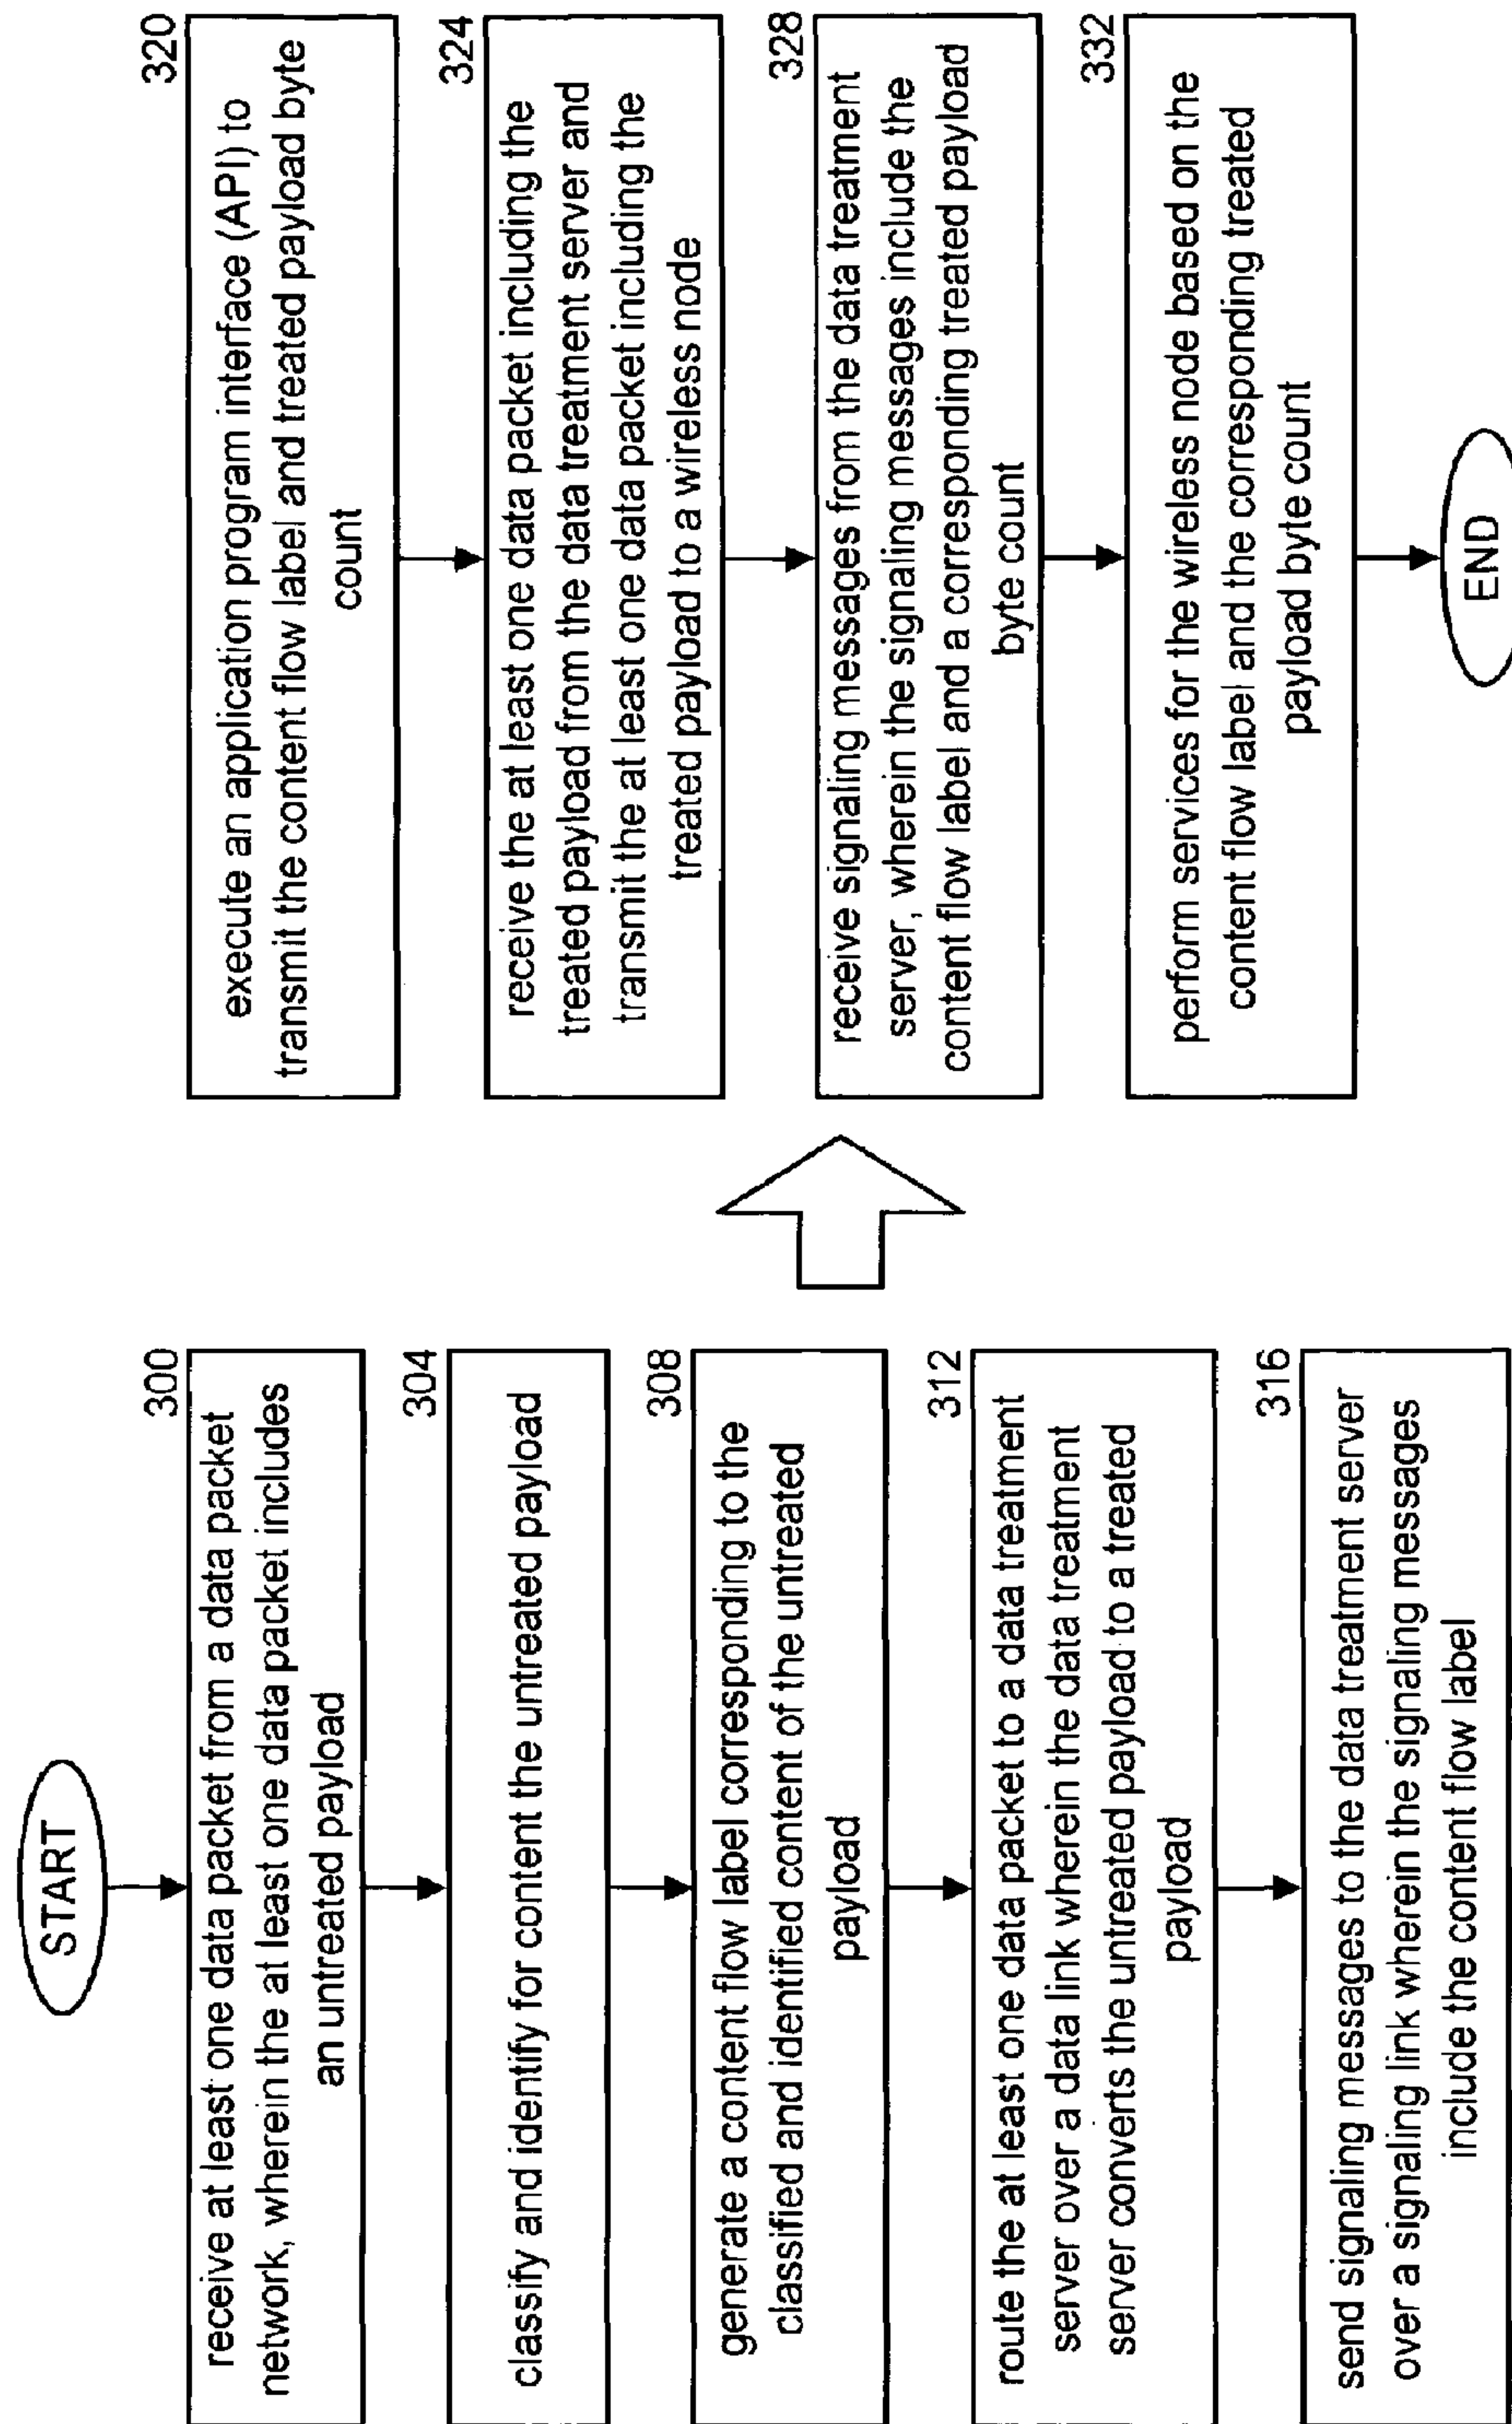 START
300
receive at least one data packet from a data packet
network, wherein the at least one data packet includes
an untreated payload
304
classify and identify for content the untreated payload
308
generate a content flow label corresponding to the
classified and identified content of the untreated
payload
312
route the at least one data packet to a data treatment
server over a data link wherein the data treatment
server converts the untreated payload to a treated
payload
316
send signaling messages to the data treatment server
over a signaling link wherein the signaling messages
include the content flow label
320
execute an application program interface (API) to
transmit the content flow label and treated payload byte
count
324
receive the at least one data packet including the
treated payload from the data treatment server and
transmit the at least one data packet including the
treated payload to a wireless node
328
receive signaling messages from the data treatment
server, wherein the signaling messages include the
content flow label and a corresponding treated payload
byte count
332
perform services for the wireless node based on the
content flow label and the corresponding treated
payload byte count
END